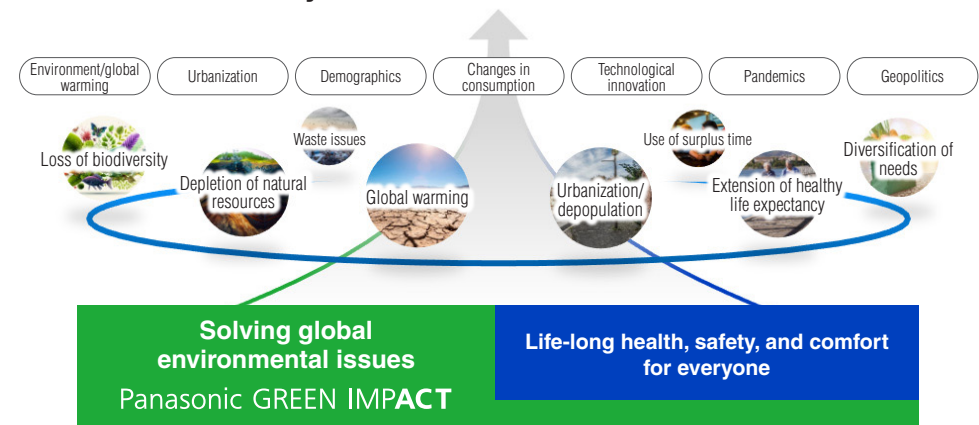 Environment/global
warming
Urbanization
Demographics
Changes in
consumption
Technological
innovation
Pandemics
Geopolitics
Loss of biodiversity
Depletion of natural
resources
Waste issues
Global warming
Urbanization/
depopulation
Use of surplus time
Extension of healthy
life expectancy
Diversification of
needs
Solving global
environmental issues
Panasonic GREEN IMPACT
Life-long health, safety, and comfort
for everyone